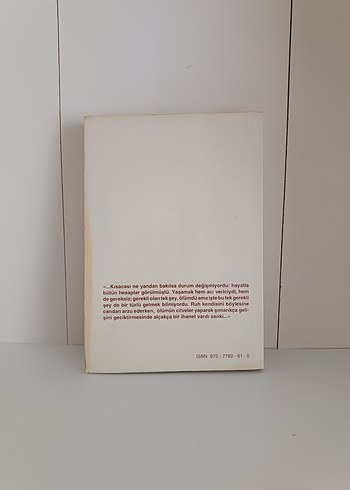 «...Kısacası ne yandan bakılsa durum değişmiyordu: hayatla
bütün hesaplar görülmüştü. Yaşamak hem acı vericiydi, hem
de gereksiz; gerekli olan tek şey, ölümdü ama işte bu tek gerekli
şey de bir türlü gelmek bilmiyordu. Ruh kendisini böylesine
candan arzu ederken, ölümün cilveler yaparak şımarıkça geli-
şini geciktirmesinde alçakça bir ihanet vardı sanki...»
ISBN 975 - 7782 - 61 - 0